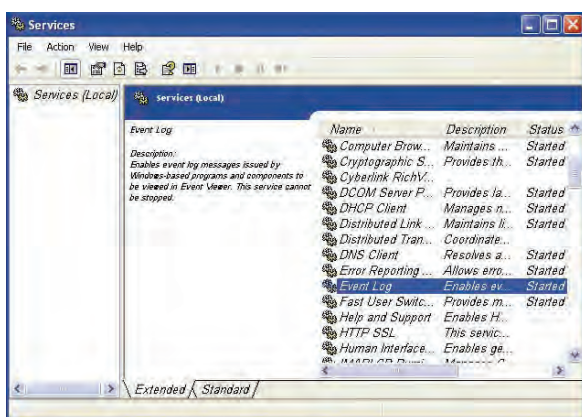 Services
File Action View Help
Services (Local)
Services (Local)
Event Log
Description:
Enables event log messages issued by
Windows-based programs and components to
be viewed in Event Viewer. This service cannot
be stopped.
Name Description Status
Computer Brow... Maintains ... Started
Cryptographic S... Provides th... Started
Cyberlink RichV...
DCOM Server P... Provides la... Started
DHCP Client Manages n... Started
Distributed Link ... Maintains li... Started
Distributed Tran... Coordinate...
DNS Client Resolves a... Started
Error Reporting ... Allows erro... Started
Event Log Enables ev... Started
Fast User Switc... Provides m... Started
Help and Support Enables H...
HTTP SSL This servic...
Human Interface... Enables ge...
Extended Standard